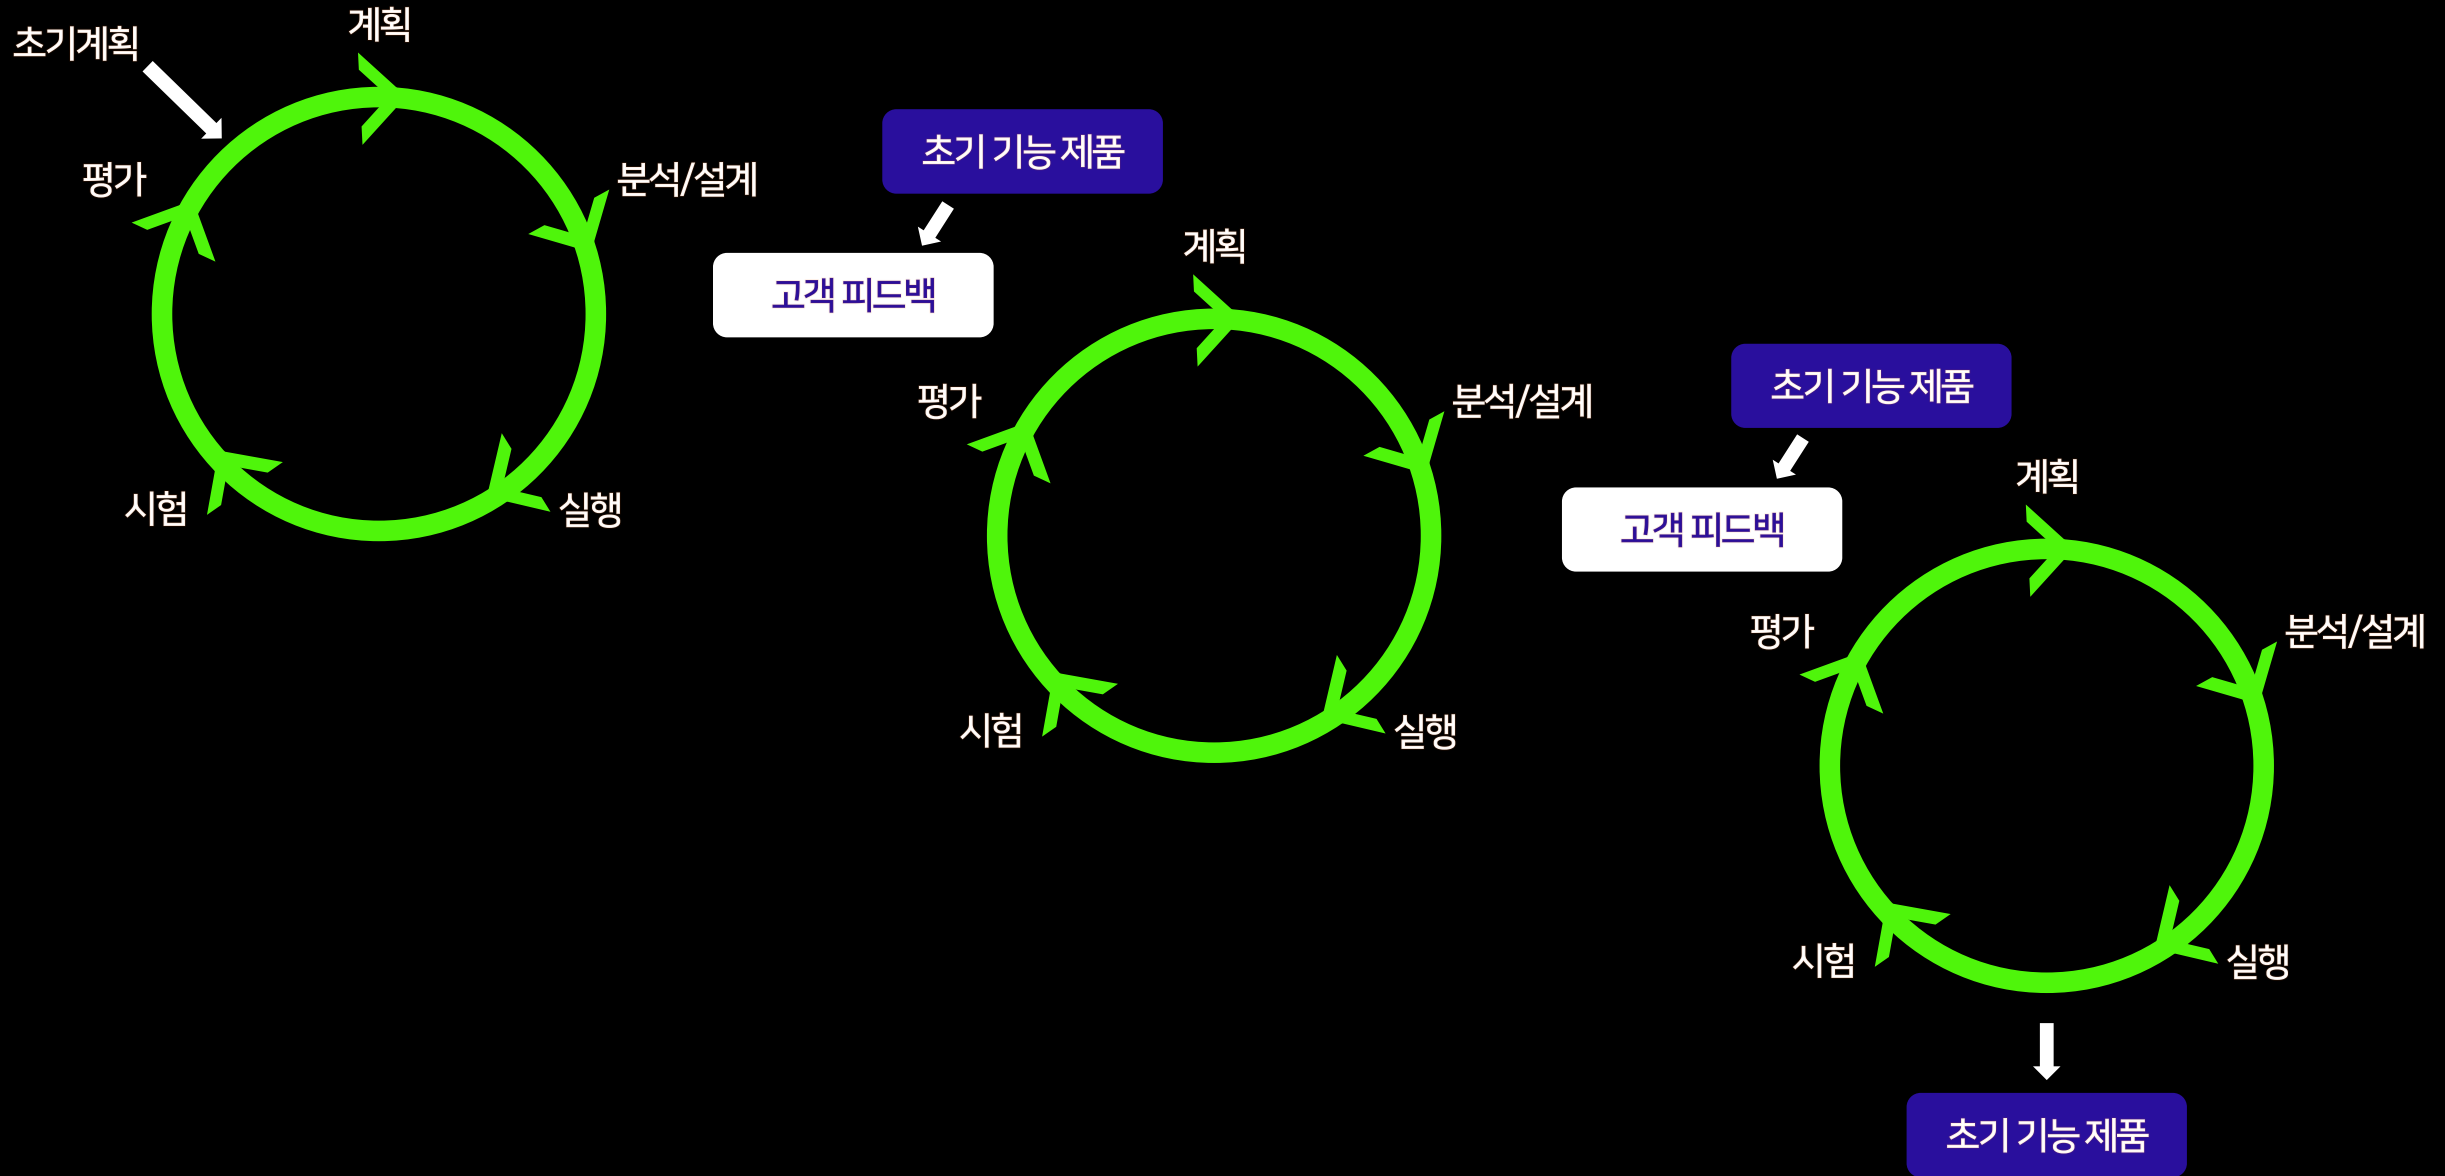 초기계획
계획
평가
분석/설계
시험
실행
초기 기능 제품
고객 피드백
계획
평가
분석/설계
시험
실행
초기 기능 제품
고객 피드백
계획
평가
분석/설계
시험
실행
초기 기능 제품